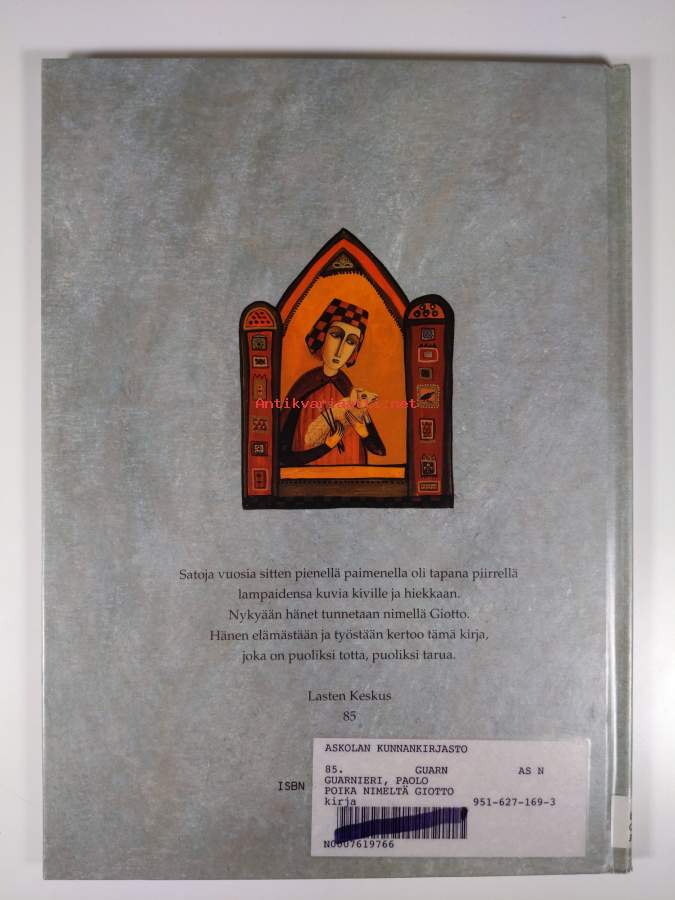 Antikvariaatti.net
Satoja vuosia sitten pienellä paimenella oli tapana piirrellä
lampaidensa kuvia kiville ja hiekkaan.
Nykyään hänet tunnetaan nimellä Giotto.
Hänen elämästään ja työstään kertoo tämä kirja,
joka on puoliksi totta, puoliksi tarua.
Lasten Keskus
85
ASKOLAN KUNNANKIRJASTO
85. GUARN AS N
GUARNIERI, PAOLO
ISBN POIKA NIMELTÄ GIOTTO
kirja 951-627-169-3
N0007619766